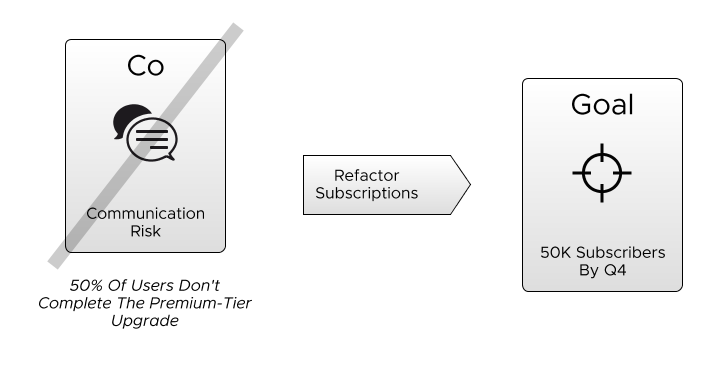 Co
Communication
Risk
50% Of Users Don't
Complete The Premium-Tier
Upgrade
Refactor
Subscriptions
Goal
50K Subscribers
By Q4